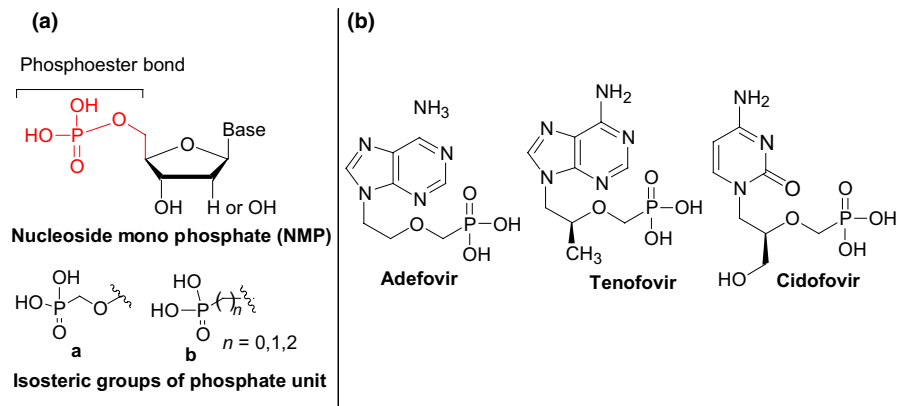 (a)
Phosphoester bond
OH
HO P O
O
O
Base
OH H or OH
Nucleoside mono phosphate (NMP)
OH
HO P O
O
a
OH
HO P ( )n
O
b
n = 0,1,2
Isosteric groups of phosphate unit
(b)
NH3
N N
N N
O
O P OH
OH
Adefovir
NH2
N N
N N
O
O P OH
OH
CH3
Tenofovir
NH2
N
N O
O
O P OH
OH
HO
Cidofovir